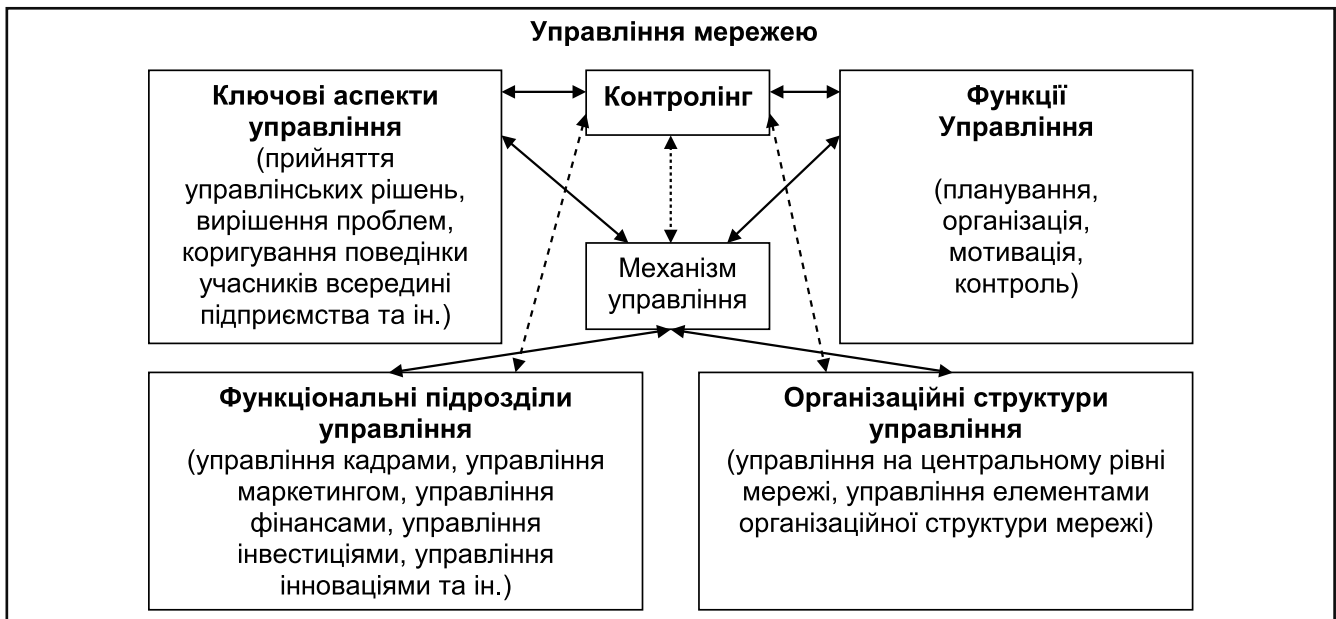 Управління мережею
Ключові аспекти
управління
(прийняття
управлінських рішень,
вирішення проблем,
коригування поведінки
учасників всередині
підприємства та ін.)
Контролінг
Функції
Управління
(планування,
організація,
мотивація,
контроль)
Механізм
управління
Функціональні підрозділи
управління
(управління кадрами, управління
маркетингом, управління
фінансами, управління
інвестиціями, управління
інноваціями та ін.)
Організаційні структури
управління
(управління на центральному рівні
мережі, управління елементами
організаційної структури мережі)